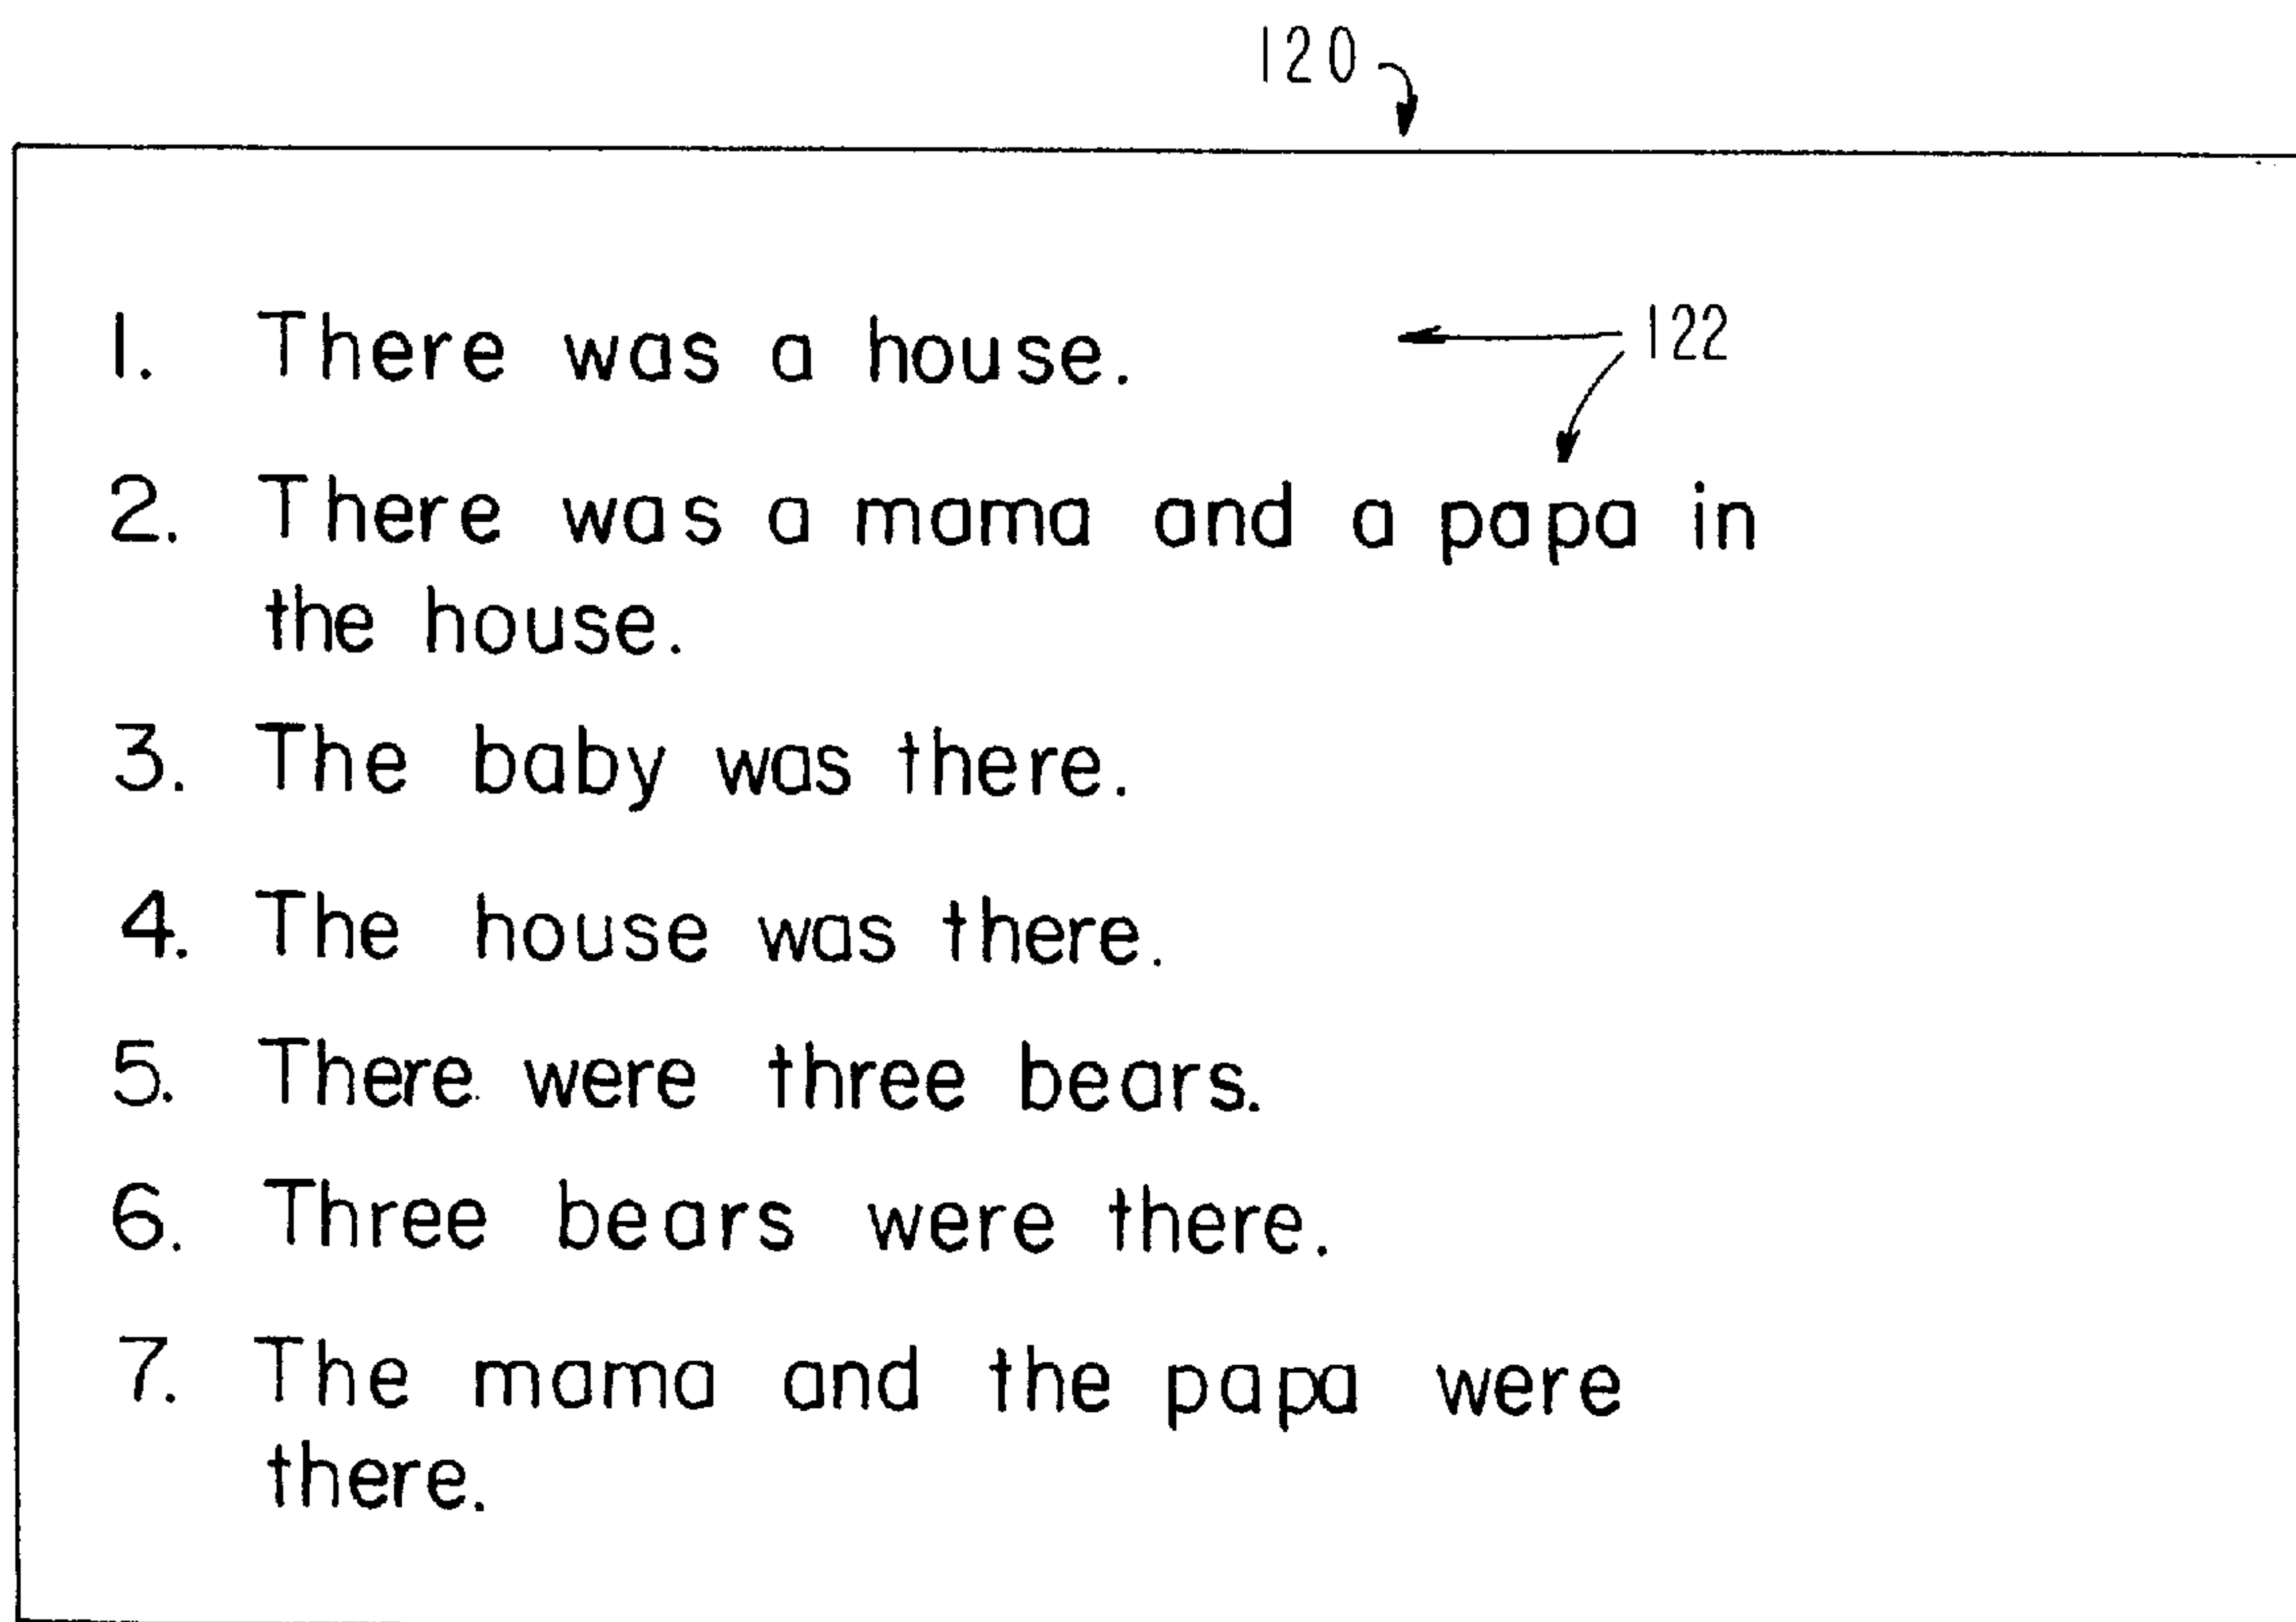 120
1. There was a house. 122
2. There was a mama and a papa in
the house.
3. The baby was there.
4. The house was there.
5. There were three bears.
6. Three bears were there.
7. The mama and the papa were
there.